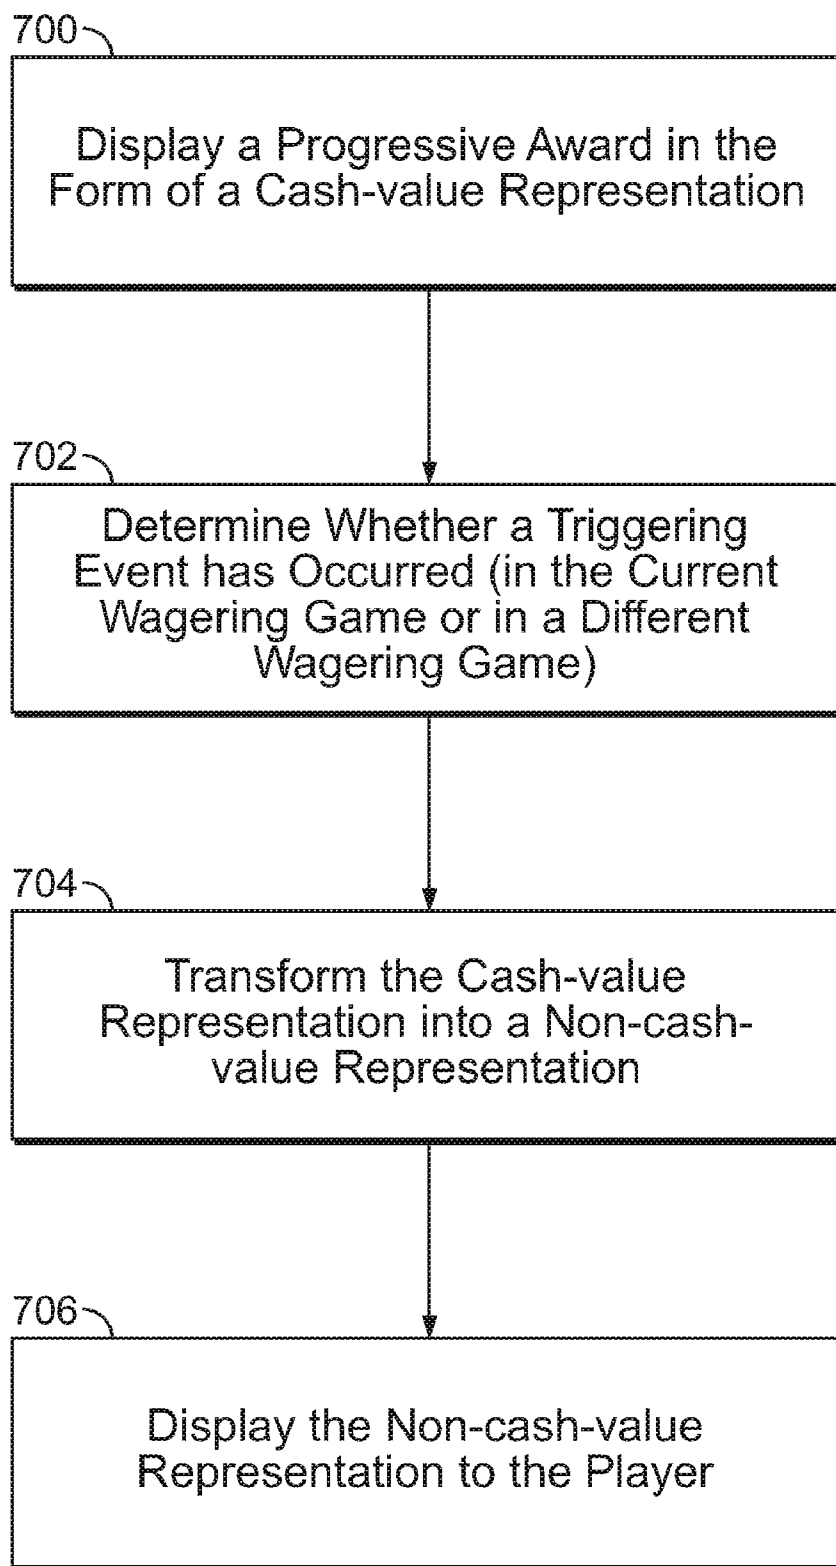 700
Display a Progressive Award in the
Form of a Cash-value Representation
702
Determine Whether a Triggering
Event has Occurred (in the Current
Wagering Game or in a Different
Wagering Game)
704
Transform the Cash-value
Representation into a Non-cash-
value Representation
706
Display the Non-cash-value
Representation to the Player